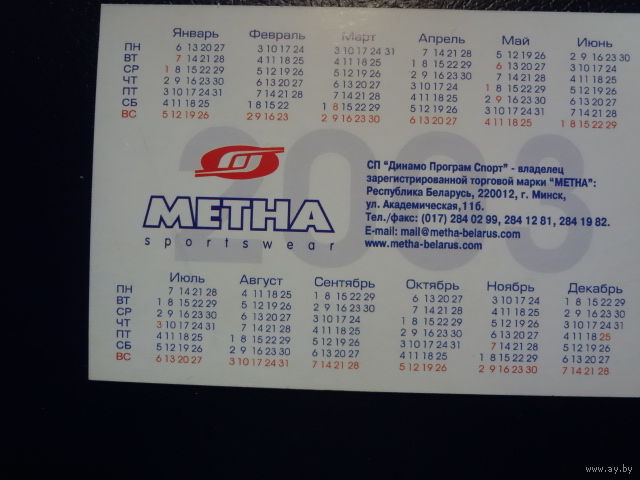 Январь Февраль Март Апрель Май Июнь
ПН 6 13 20 27 3 10 17 24 3 10 17 24 31 7 14 21 28 5 12 19 26 2 9 16 23 30
ВТ 7 14 21 28 4 11 18 25 4 11 18 25 1 8 15 22 29 6 13 20 27 3 10 17 24
СР 1 8 15 22 29 5 12 19 26 5 12 19 26 2 9 16 23 30 7 14 21 28 4 11 18 25
ЧТ 2 9 16 23 30 6 13 20 27 6 13 20 27 3 10 17 24 1 8 15 22 29 5 12 19 26
ПТ 3 10 17 24 31 7 14 21 28 7 14 21 28 4 11 18 25 2 9 16 23 30 6 13 20 27
СБ 4 11 18 25 1 8 15 22 1 8 15 22 29 5 12 19 26 3 10 17 24 31 7 14 21 28
ВС 5 12 19 26 2 9 16 23 2 9 16 23 30 6 13 20 27 4 11 18 25 1 8 15 22 29
2003
МЕТНА
sportswear
СП "Динамо Програм Спорт" - владелец
зарегистрированной торговой марки "МЕТНА":
Республика Беларусь, 220012, г. Минск,
ул. Академическая,11б.
Тел./факс: (017) 284 02 99, 284 12 81, 284 19 82.
E-mail: mail@metha-belarus.com
www.metha-belarus.com
Июль Август Сентябрь Октябрь Ноябрь Декабрь
ПН 7 14 21 28 4 11 18 25 1 8 15 22 29 6 13 20 27 3 10 17 24 1 8 15 22 29
ВТ 1 8 15 22 29 5 12 19 26 2 9 16 23 30 7 14 21 28 4 11 18 25 2 9 16 23 30
СР 2 9 16 23 30 6 13 20 27 3 10 17 24 1 8 15 22 29 5 12 19 26 3 10 17 24 31
ЧТ 3 10 17 24 31 7 14 21 28 4 11 18 25 2 9 16 23 30 6 13 20 27 4 11 18 25
ПТ 4 11 18 25 1 8 15 22 29 5 12 19 26 3 10 17 24 31 7 14 21 28 5 12 19 26
СБ 5 12 19 26 2 9 16 23 30 6 13 20 27 4 11 18 25 1 8 15 22 29 6 13 20 27
ВС 6 13 20 27 3 10 17 24 31 7 14 21 28 5 12 19 26 2 9 16 23 30 7 14 21 28
www.ay.by